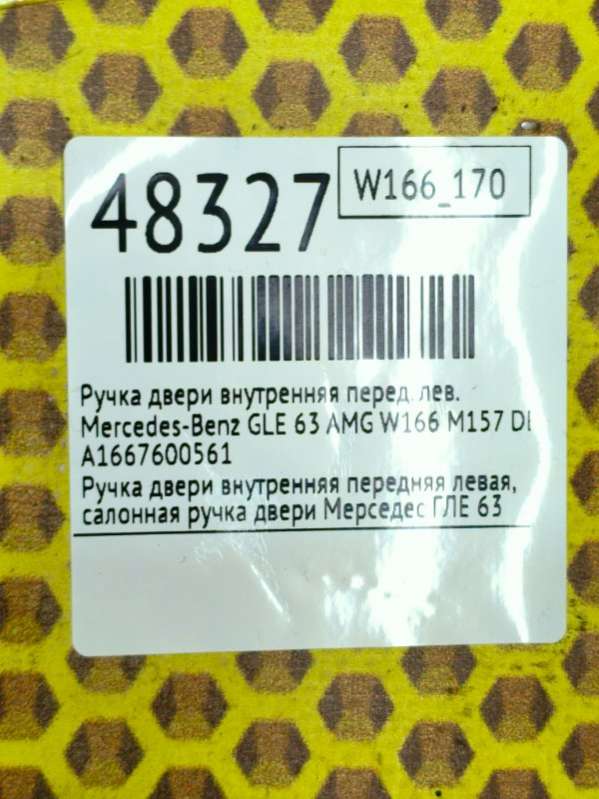 48327
W166_170
Ручка двери внутренняя перед. лев.
Mercedes-Benz GLE 63 AMG W166 M157 DE
A1667600561
Ручка двери внутренняя передняя левая,
салонная ручка двери Мерседес ГЛЕ 63